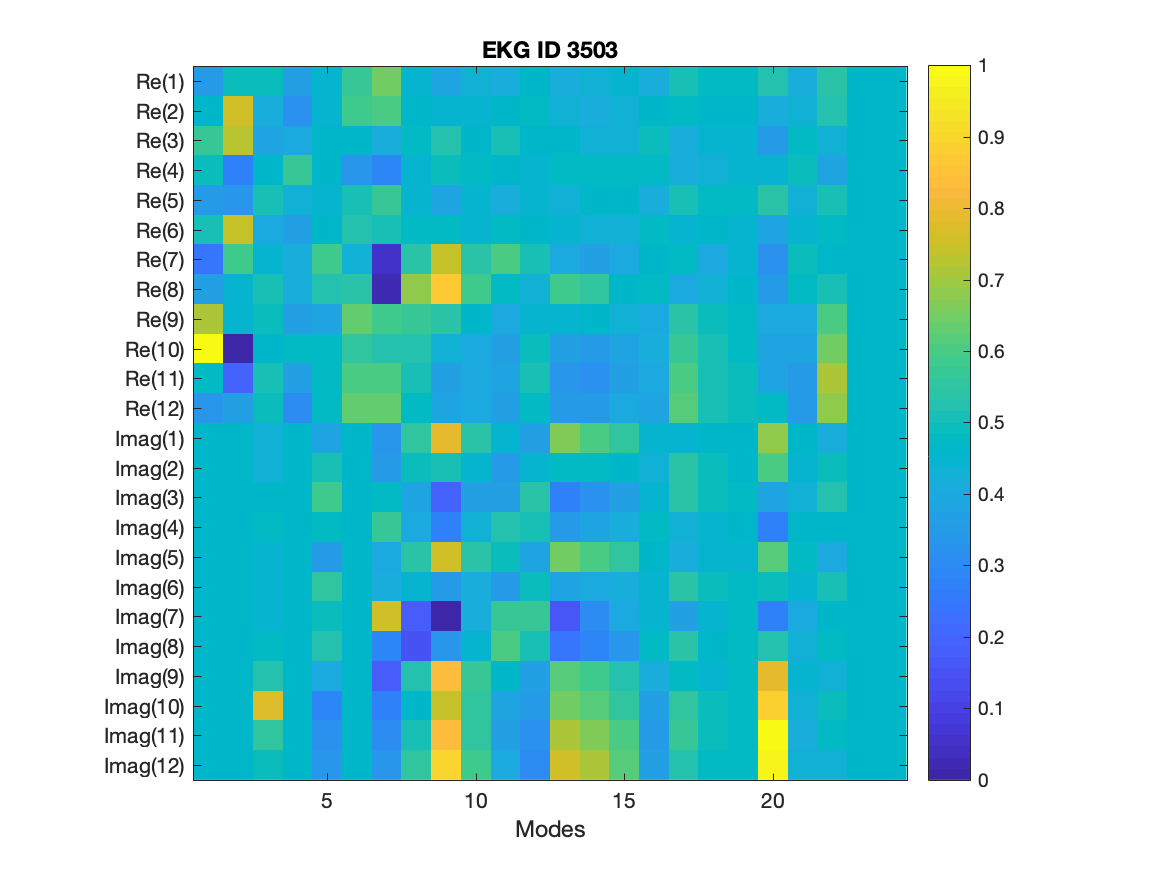 EKG ID 3503
Re(1)
Re(2)
Re(3)
Re(4)
Re(5)
Re(6)
Re(7)
Re(8)
Re(9)
Re(10)
Re(11)
Re(12)
Imag(1)
Imag(2)
Imag(3)
Imag(4)
Imag(5)
Imag(6)
Imag(7)
Imag(8)
Imag(9)
Imag(10)
Imag(11)
Imag(12)
5 10 15 20
Modes
1
0.9
0.8
0.7
0.6
0.5
0.4
0.3
0.2
0.1
0